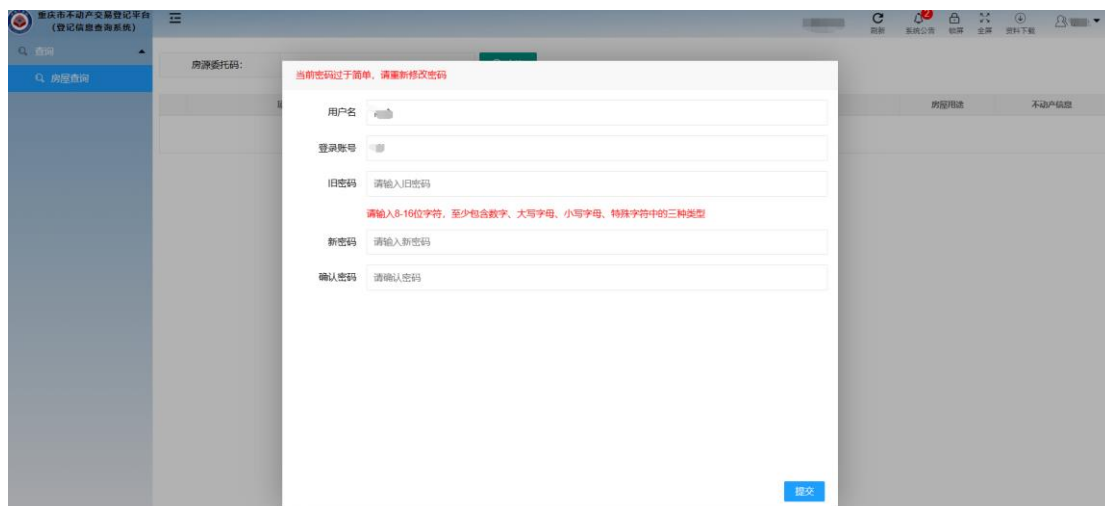 重庆市不动产交易登记平台
(登记信息查询系统)
刷新
2
系统公告
锁屏
全屏
资料下载
查询
房屋查询
房源委托码:
当前密码过于简单，请重新修改密码
房屋用途
不动产信息
用户名
登录账号
旧密码
请输入旧密码
请输入8-16位字符，至少包含数字、大写字母、小写字母、特殊字符中的三种类型
新密码
请输入新密码
确认密码
请确认密码
提交